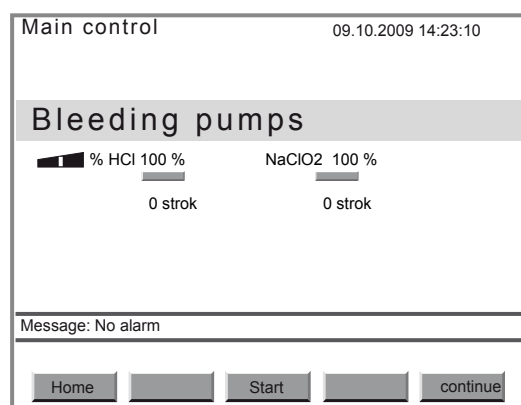 Main control 09.10.2009 14:23:10
Bleeding pumps
% HCl 100 % NaClO2 100 %
0 strok 0 strok
Message: No alarm
Home Start continue